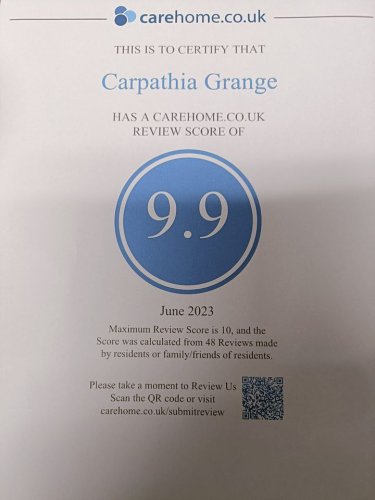 carehome.co.uk
THIS IS TO CERTIFY THAT
Carpathia Grange
HAS A CAREHOME.CO.UK
REVIEW SCORE OF
9.9
June 2023
Maximum Review Score is 10, and the
Score was calculated from 48 Reviews made
by residents or family/friends of residents.
Please take a moment to Review Us
Scan the QR code or visit
carehome.co.uk/submitreview